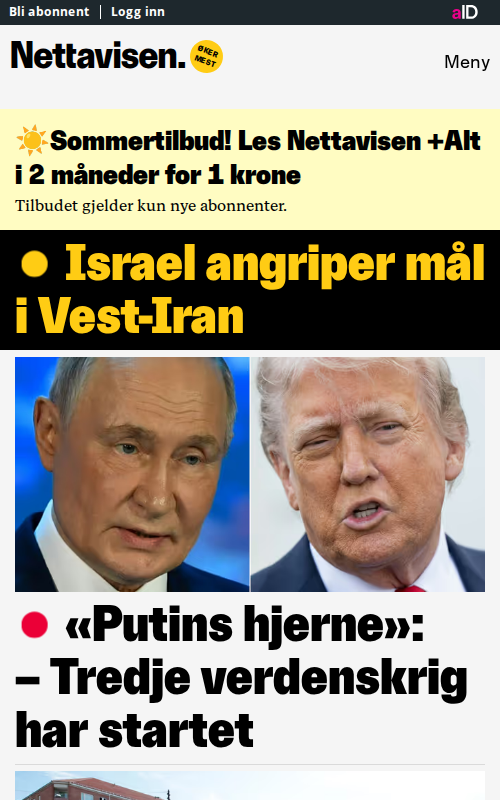 Bli abonnent | Logg inn
aID
Nettavisen.
ØKER
MEST
Meny
Sommertilbud! Les Nettavisen +Alt
i 2 måneder for 1 krone
Tilbudet gjelder kun nye abonnenter.
Israel angriper mål
i Vest-Iran
«Putins hjerne»:
– Tredje verdenskrig
har startet